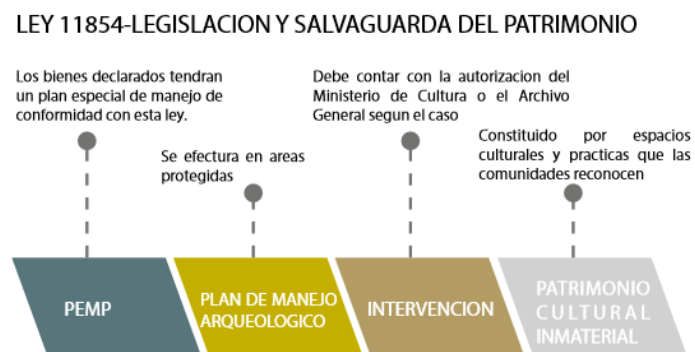 LEY 11854-LEGISLACION Y SALVAGUARDA DEL PATRIMONIO
Los bienes declarados tendran
un plan especial de manejo de
conformidad con esta ley.
Se efectura en areas
protegidas
Debe contar con la autorizacion del
Ministerio de Cultura o el Archivo
General segun el caso
Constituido por espacios
culturales y practicas que las
comunidades reconocen
PEMP
PLAN DE MANEJO
ARQUEOLOGICO
INTERVENCION
PATRIMONIO
CULTURAL
INMATERIAL